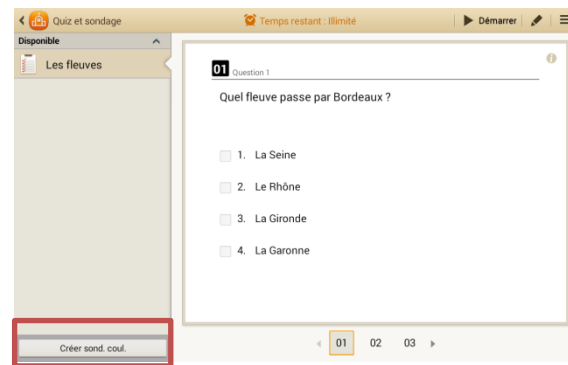 Quiz et sondage
Temps restant : Illimité
Démarrer
Disponible
Les fleuves
01 Question 1
Quel fleuve passe par Bordeaux ?
1. La Seine
2. Le Rhône
3. La Gironde
4. La Garonne
Créer sond. coul.
01 02 03